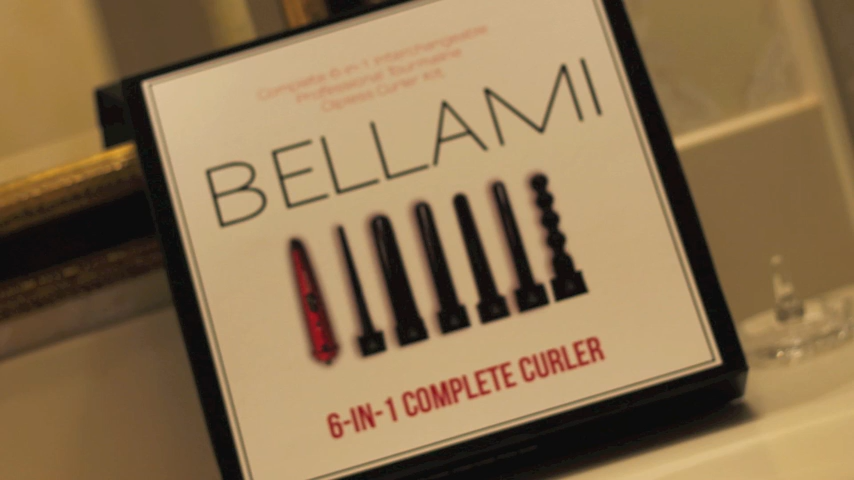 Complete 6-in-1 Interchangeable
Professional Tourmaline
Clipless Curler Kit
BELLAMI
6-IN-1 COMPLETE CURLER